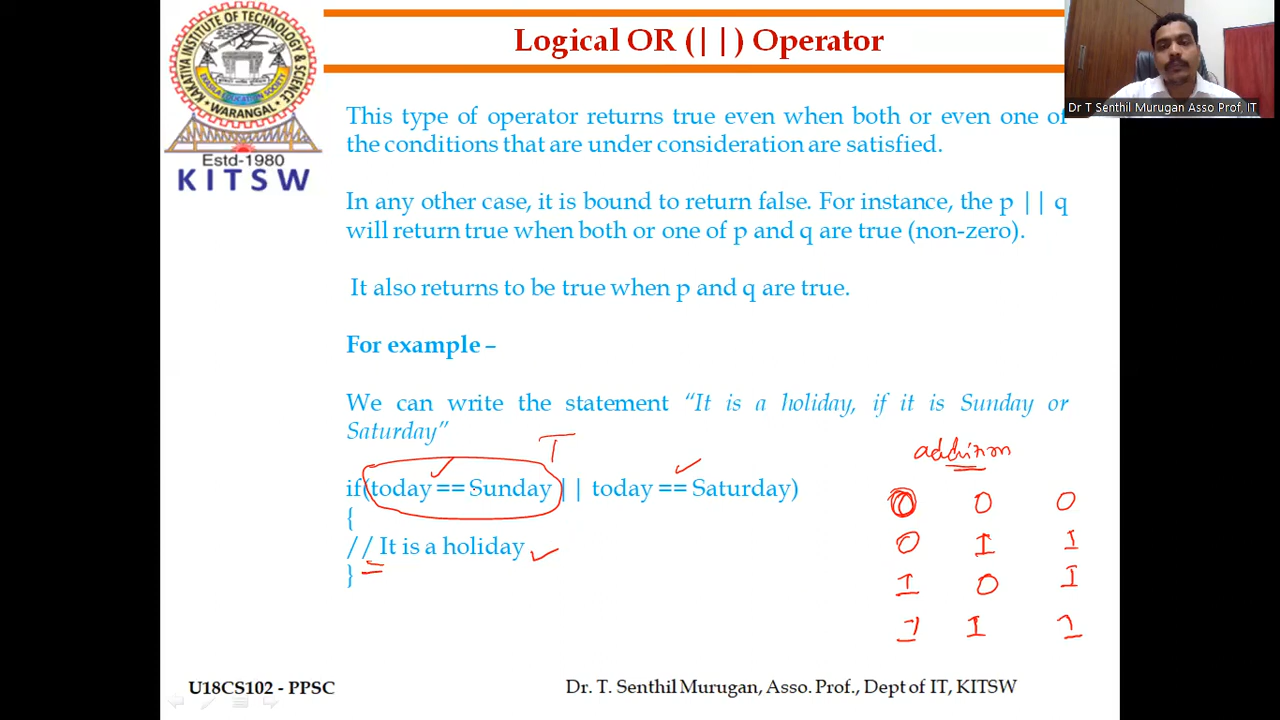 KAKATIYA INSTITUTE OF TECHNOLOGY & SCIENCE
WARANGAL
Estd-1980
KITSW
Logical OR (||) Operator
Dr T Senthil Murugan Asso Prof, IT
This type of operator returns true even when both or even one of
the conditions that are under consideration are satisfied.
In any other case, it is bound to return false. For instance, the p || q
will return true when both or one of p and q are true (non-zero).
It also returns to be true when p and q are true.
For example –
We can write the statement “It is a holiday, if it is Sunday or
Saturday”
T
if(today == Sunday || today == Saturday)
{
// It is a holiday
}
addition
0 0 0
0 1 1
1 0 1
1 1 1
U18CS102 - PPSC
Dr. T. Senthil Murugan, Asso. Prof., Dept of IT, KITSW